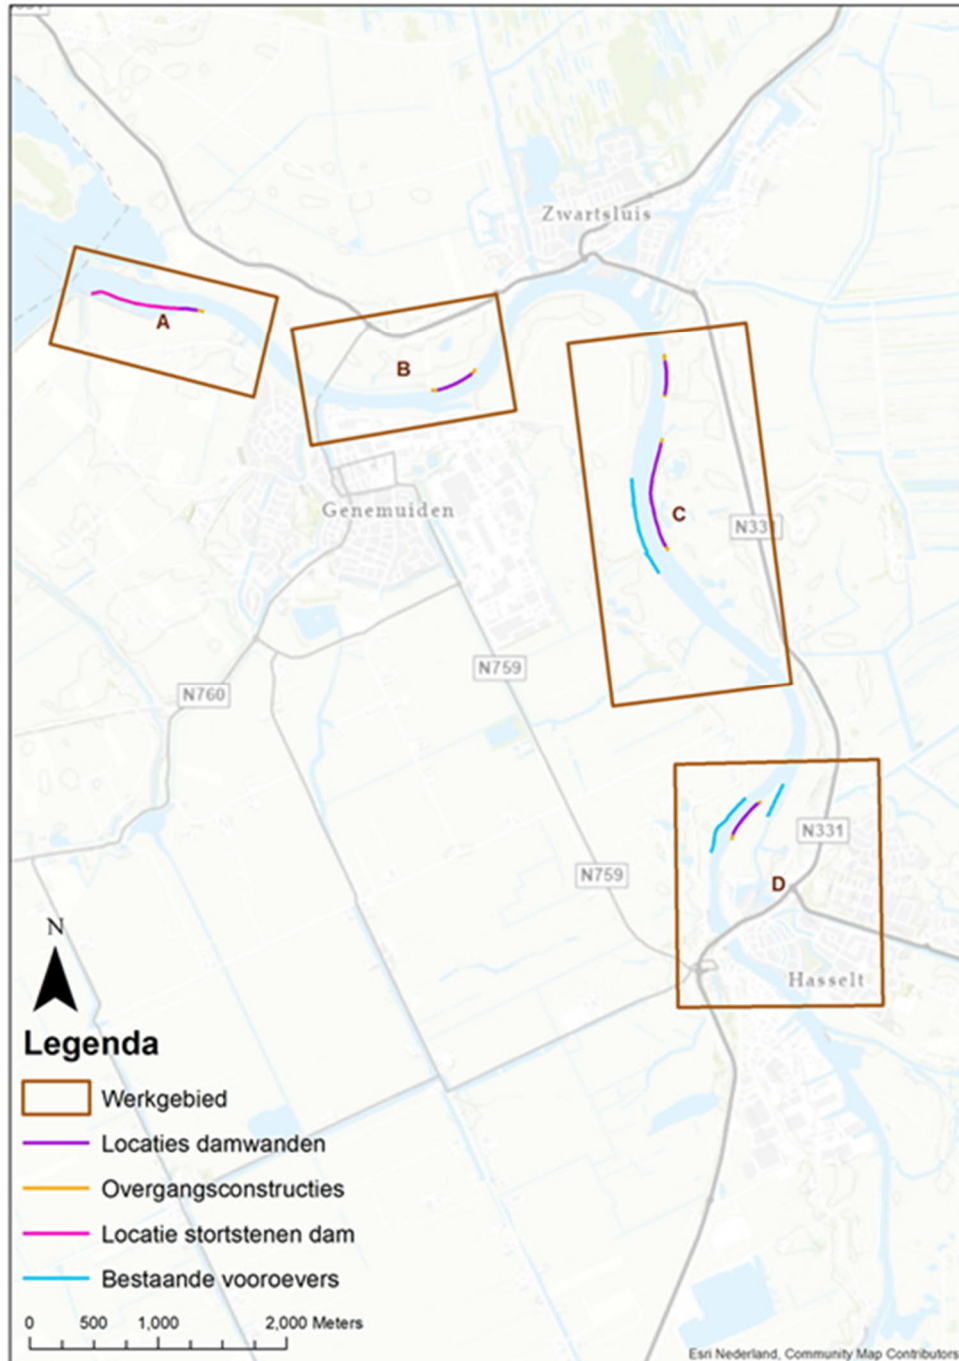 Zwartsluis
A
B
Genemuiden
C
N331
N759
N760
N331
N759
D
Hasselt
N
Legenda
Werkgebied
Locaties damwanden
Overgangsconstructies
Locatie stortstenen dam
Bestaande vooroevers
0 500 1,000 2,000 Meters
Esri Nederland, Community Map Contributors